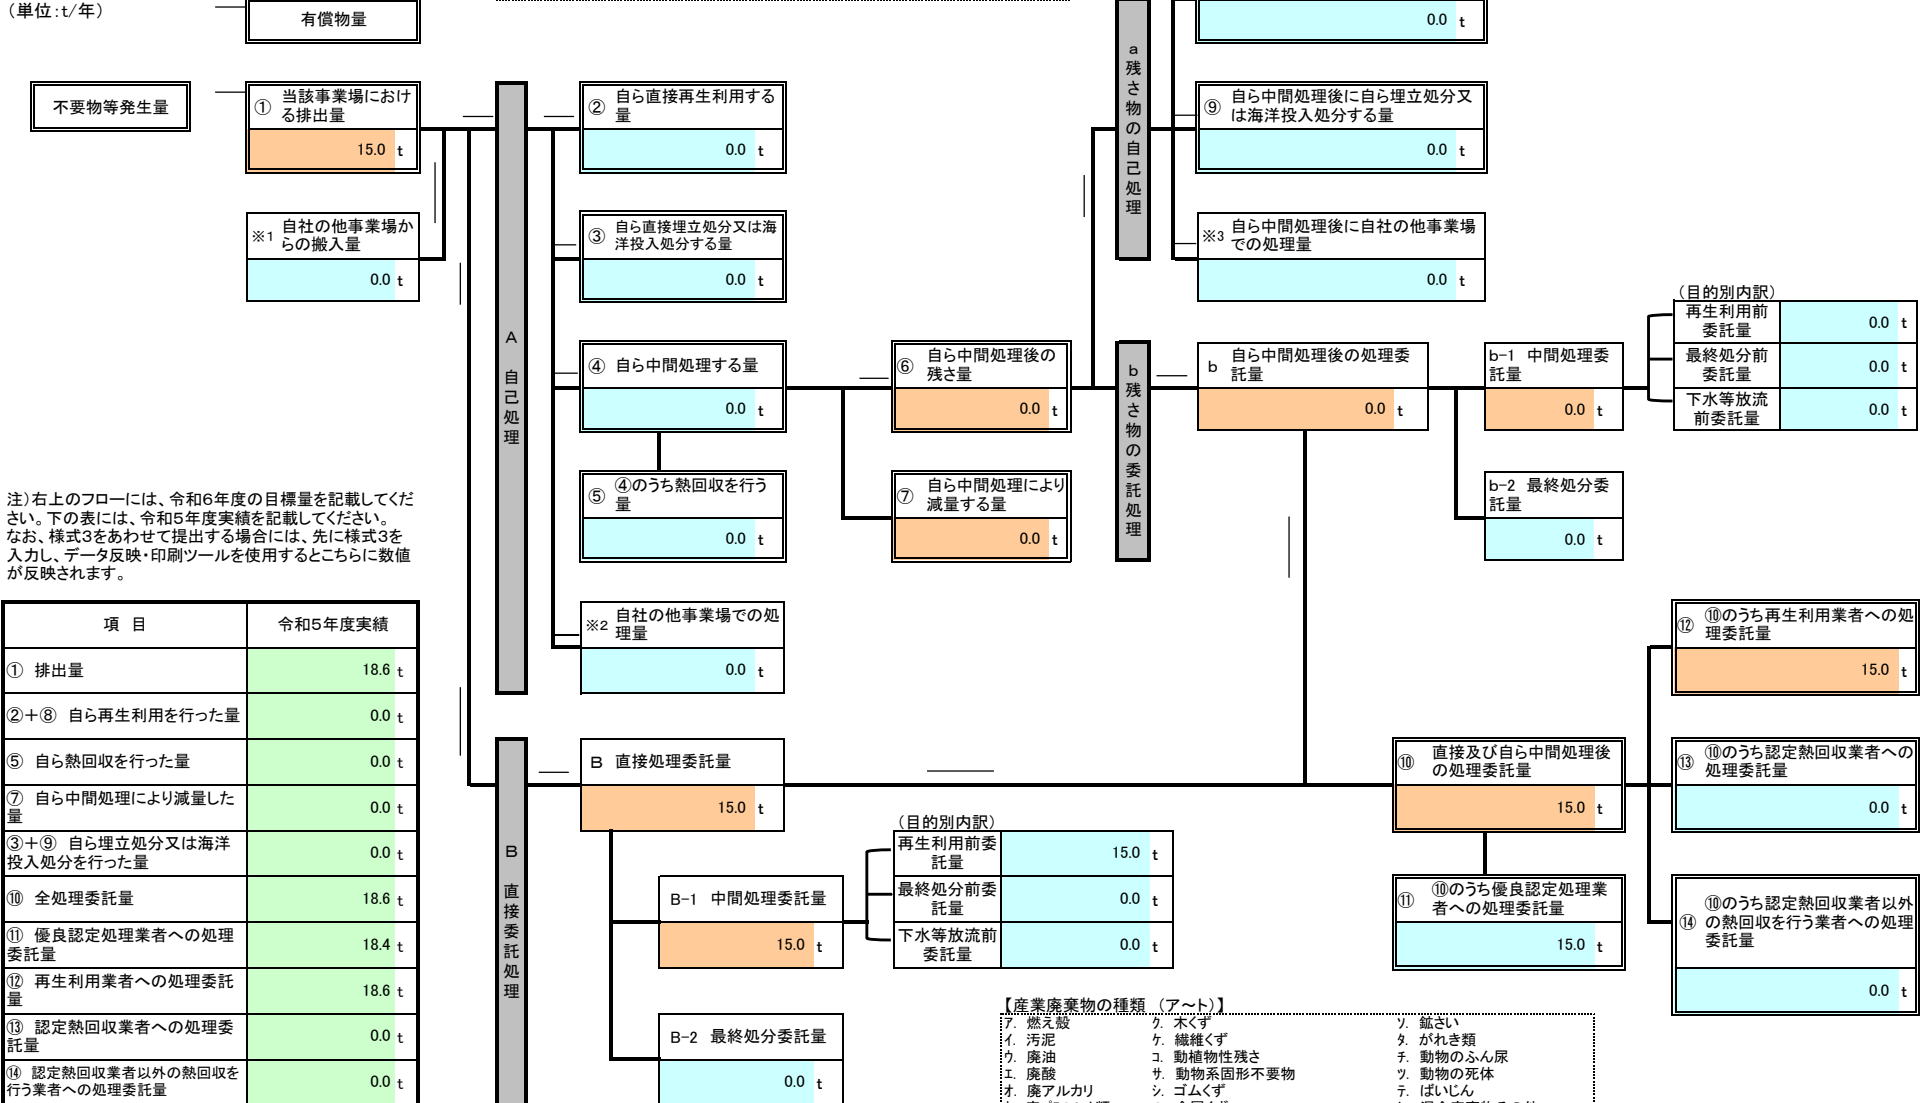 （単位：t/年）
有償物量
0.0 t
不要物等発生量
① 当該事業場におけ
る排出量
15.0 t
※1 自社の他事業場か
らの搬入量
0.0 t
A 自己処理
② 自ら直接再生利用する
量
0.0 t
③ 自ら直接埋立処分又は海
洋投入処分する量
0.0 t
④ 自ら中間処理する量
0.0 t
⑤ ④のうち熱回収を行う
量
0.0 t
※2 自社の他事業場での処
理量
0.0 t
⑥ 自ら中間処理後の
残さ量
0.0 t
⑦ 自ら中間処理により
減量する量
0.0 t
a 残さ物の自己処理
⑨ 自ら中間処理後に自ら埋立処分又
は海洋投入処分する量
0.0 t
※3 自ら中間処理後に自社の他事業場
での処理量
0.0 t
b 残さ物の委託処理
b 自ら中間処理後の処理委
託量
0.0 t
b-1 中間処理委
託量
0.0 t
（目的別内訳）
再生利用前
委託量
0.0 t
最終処分前
委託量
0.0 t
下水等放流
前委託量
0.0 t
b-2 最終処分委
託量
0.0 t
注）右上のフローには、令和６年度の目標量を記載してくだ
さい。下の表には、令和５年度実績を記載してください。
なお、様式３をあわせて提出する場合には、先に様式３を
入力し、データ反映・印刷ツールを使用するとこちらに数値
が反映されます。
項 目 令和５年度実績
① 排出量 18.6 t
②＋⑧ 自ら再生利用を行った量 0.0 t
⑤ 自ら熱回収を行った量 0.0 t
⑦ 自ら中間処理により減量した
量 0.0 t
③＋⑨ 自ら埋立処分又は海洋
投入処分を行った量 0.0 t
⑩ 全処理委託量 18.6 t
⑪ 優良認定処理業者への処理
委託量 18.4 t
⑫ 再生利用業者への処理委託
量 18.6 t
⑬ 認定熱回収業者への処理委
託量 0.0 t
⑭ 認定熱回収業者以外の熱回収を
行う業者への処理委託量 0.0 t
B 直接委託処理
B 直接処理委託量
15.0 t
B-1 中間処理委託量
15.0 t
（目的別内訳）
再生利用前委
託量
15.0 t
最終処分前委
託量
0.0 t
下水等放流前
委託量
0.0 t
B-2 最終処分委託量
0.0 t
⑩ 直接及び自ら中間処理後
の処理委託量
15.0 t
⑪ ⑩のうち優良認定処理業
者への処理委託量
15.0 t
⑫ ⑩のうち再生利用業者への処
理委託量
15.0 t
⑬ ⑩のうち認定熱回収業者への
処理委託量
0.0 t
⑭ ⑩のうち認定熱回収業者以外
の熱回収を行う業者への処理
委託量
0.0 t
【産業廃棄物の種類 （ア～ト）】
ア. 燃え殻 ク. 木くず ソ. 鉱さい
イ. 汚泥 ケ. 繊維くず タ. がれき類
ウ. 廃油 コ. 動植物性残さ チ. 動物のふん尿
エ. 廃酸 サ. 動物系固形不要物 ツ. 動物の死体
オ. 廃アルカリ シ. ゴムくず テ. ばいじん